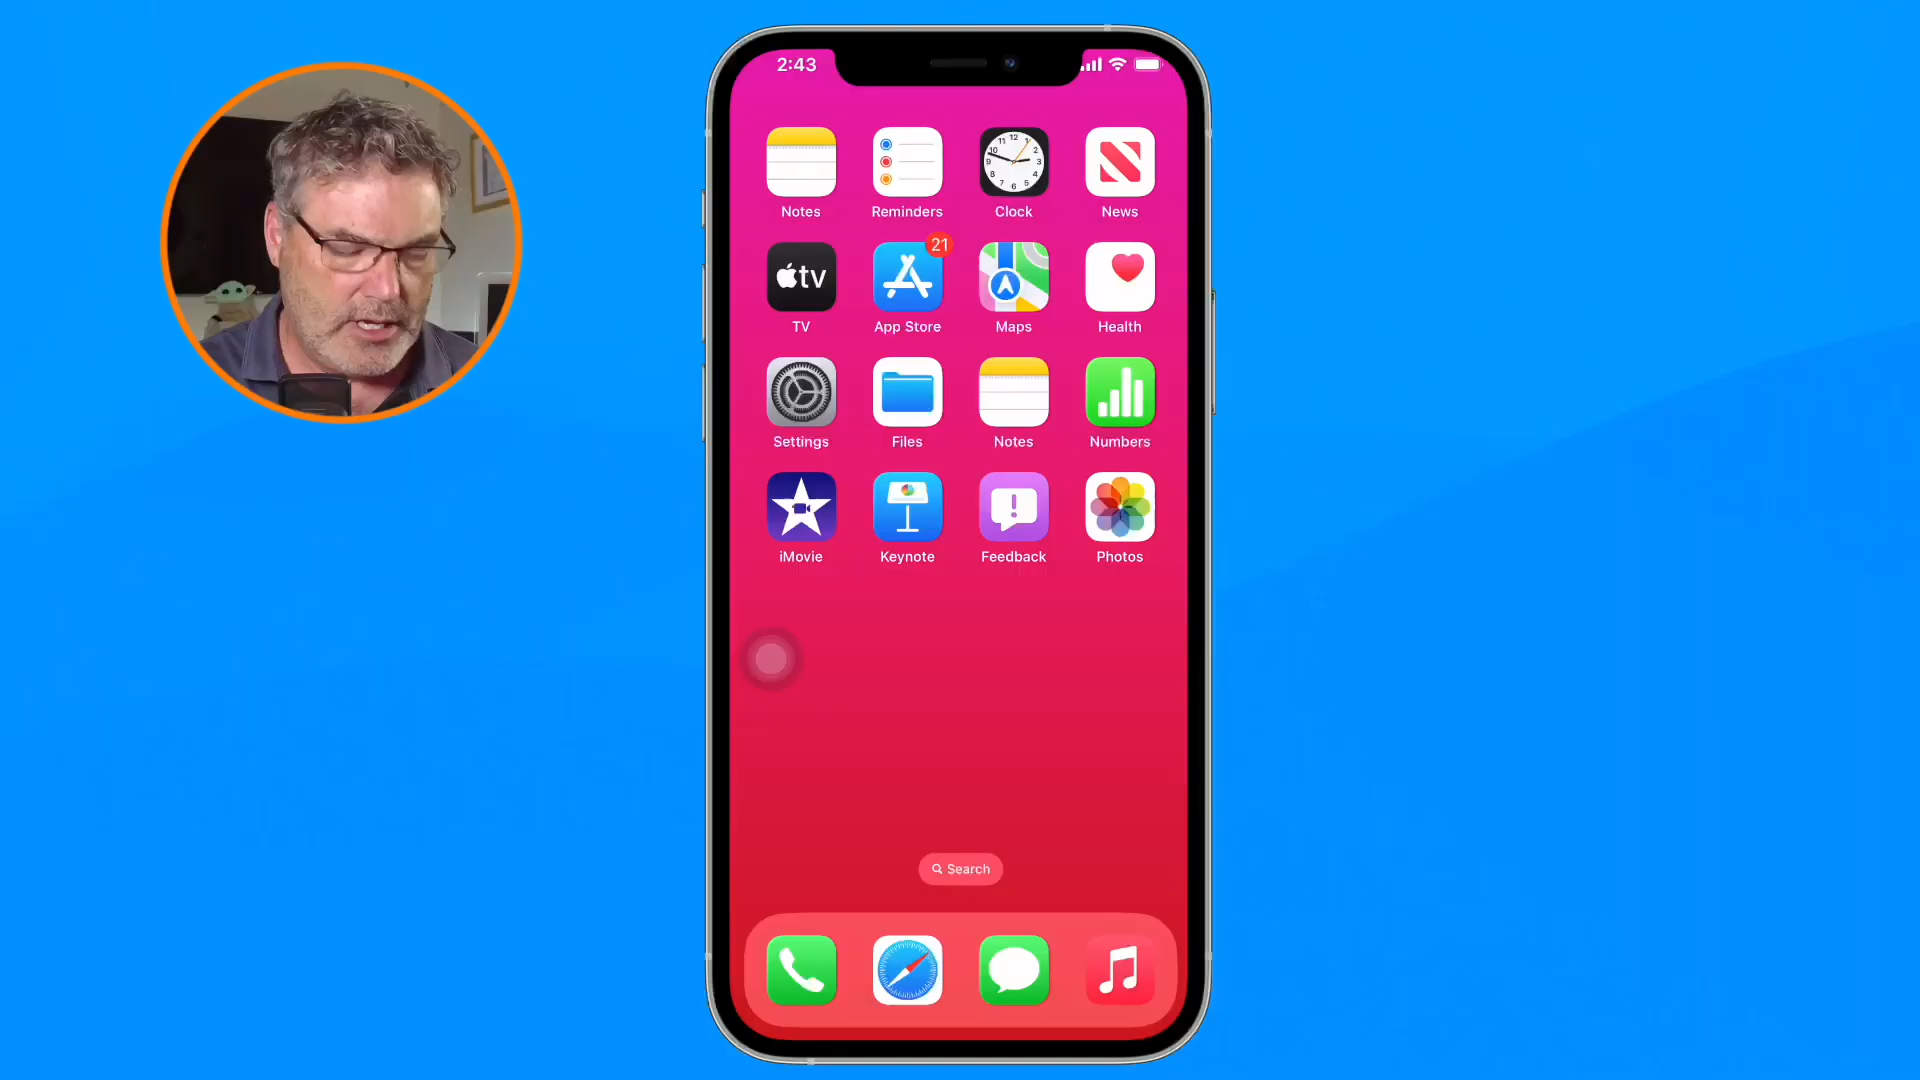 2:43
Notes Reminders Clock News
21
tv
TV App Store Maps Health
Settings Files Notes Numbers
iMovie Keynote Feedback Photos
Search